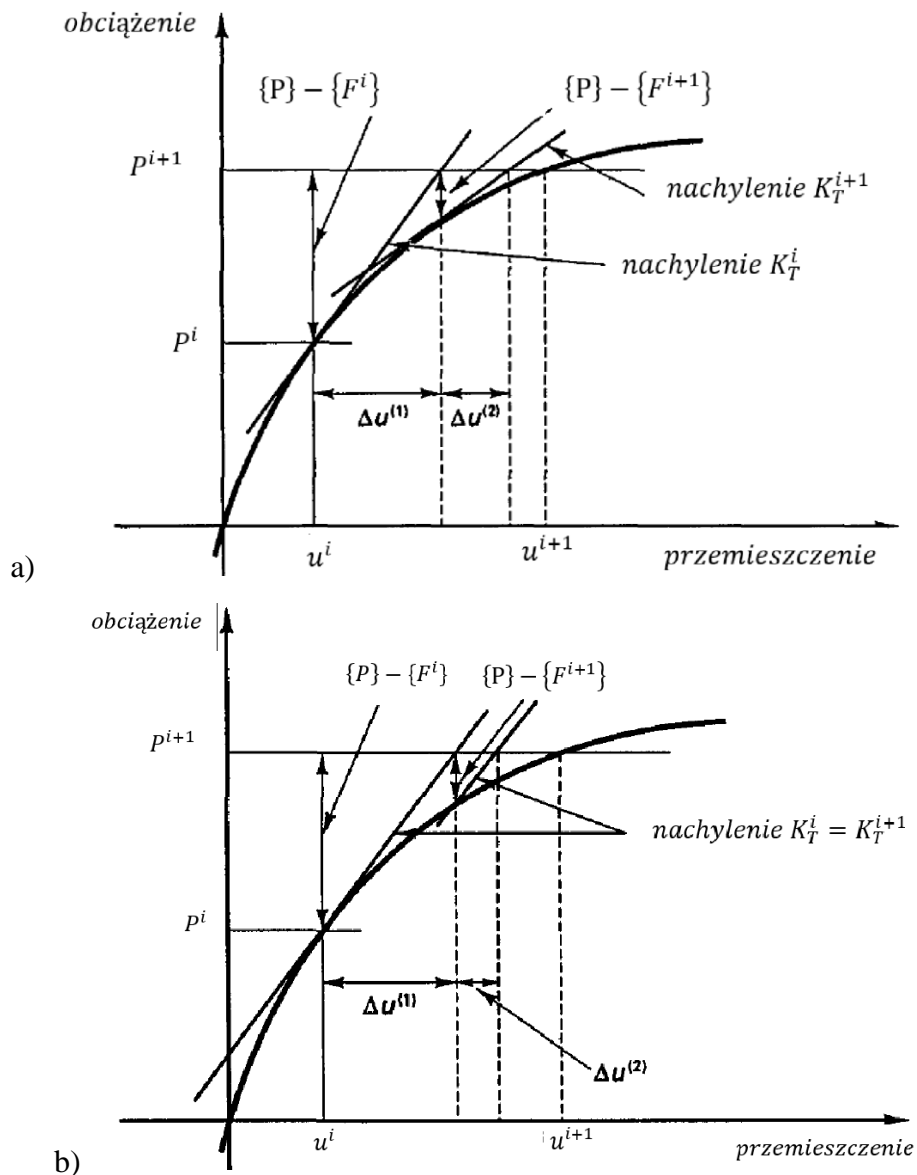 obciążenie
{P} − {F^i}
{P} − {F^{i+1}}
P^{i+1}
nachylenie K_T^{i+1}
nachylenie K_T^i
P^i
Δu^{(1)}
Δu^{(2)}
u^i
u^{i+1}
przemieszczenie
a)
obciążenie
{P} − {F^i}
{P} − {F^{i+1}}
P^{i+1}
nachylenie K_T^i = K_T^{i+1}
P^i
Δu^{(1)}
Δu^{(2)}
u^i
u^{i+1}
przemieszczenie
b)